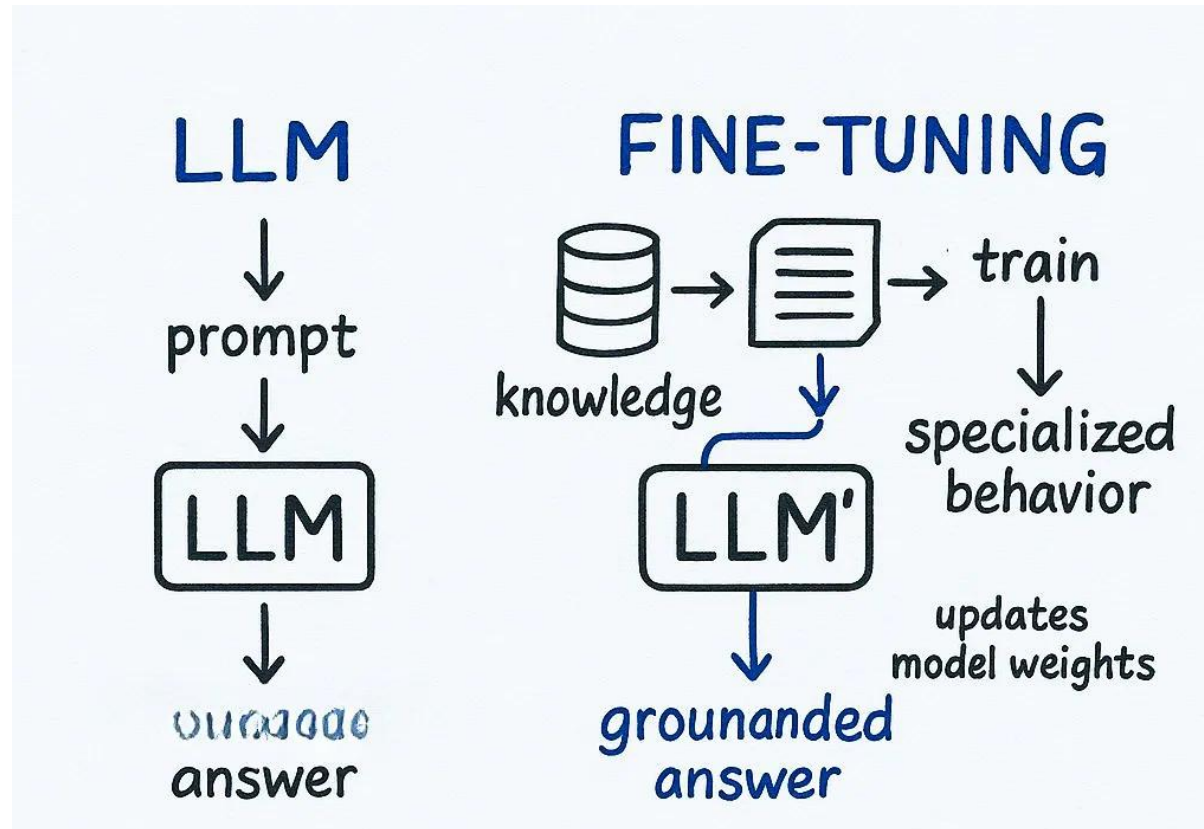 LLM
prompt
LLM
answer
FINE-TUNING
knowledge
train
specialized
behavior
LLM'
updates
model weights
grounanded
answer